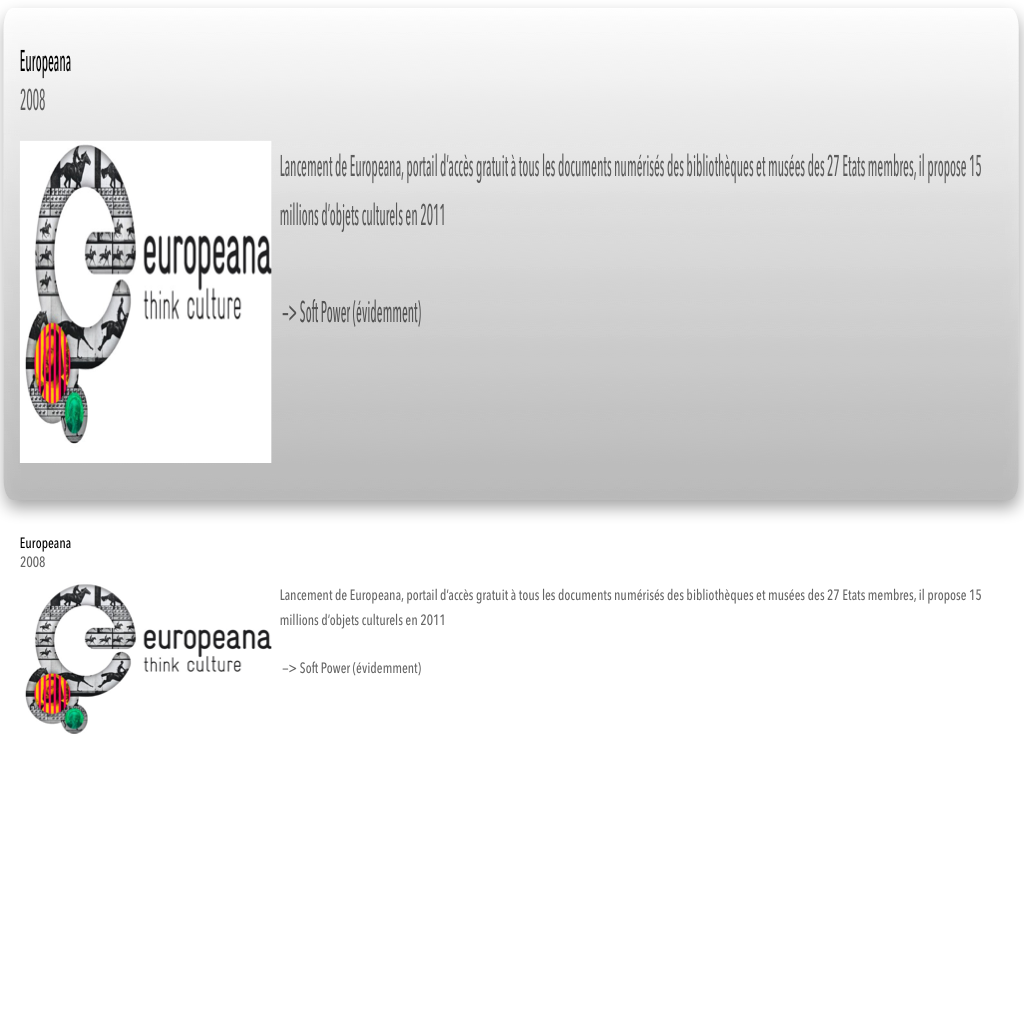 Europeana
2008
europeana
think culture
Lancement de Europeana, portail d’accès gratuit à tous les documents numérisés des bibliothèques et musées des 27 Etats membres, il propose 15
millions d’objets culturels en 2011
–> Soft Power (évidemment)
Europeana
2008
europeana
think culture
Lancement de Europeana, portail d’accès gratuit à tous les documents numérisés des bibliothèques et musées des 27 Etats membres, il propose 15
millions d’objets culturels en 2011
–> Soft Power (évidemment)